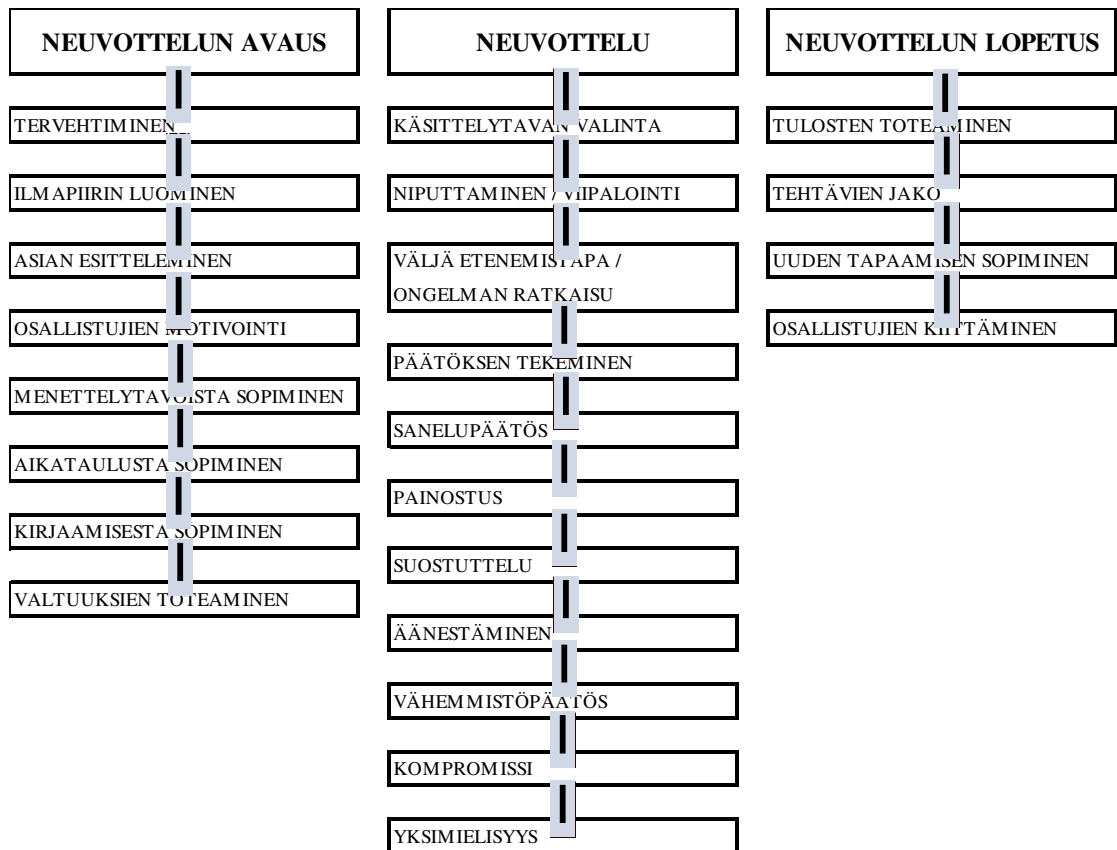 NEUVOTTELUN AVAUS
TERVEHTIMINEN
ILMAPIIRIN LUOMINEN
ASIAN ESITTELEMINEN
OSALLISTUJIEN MOTIVOINTI
MENETTELYTAVOISTA SOPIMINEN
AIKATAULUSTA SOPIMINEN
KIRJAAMISESTA SOPIMINEN
VALTUUKSIEN TOTEAMINEN
NEUVOTTELU
KÄSITTELYTAVAN VALINTA
NIPUTTAMINEN / VIIPALOINTI
VÄLJÄ ETENEMISTAPA /
ONGELMAN RATKAISU
PÄÄTÖKSEN TEKEMINEN
SANELUPÄÄTÖS
PAINOSTUS
SUOSTUTTELU
ÄÄNESTÄMINEN
VÄHEMMISTÖPÄÄTÖS
KOMPROMISSI
YKSIMIELISYYS
NEUVOTTELUN LOPETUS
TULOSTEN TOTEAMINEN
TEHTÄVIEN JAKO
UUDEN TAPAAMISEN SOPIMINEN
OSALLISTUJIEN KIITTÄMINEN